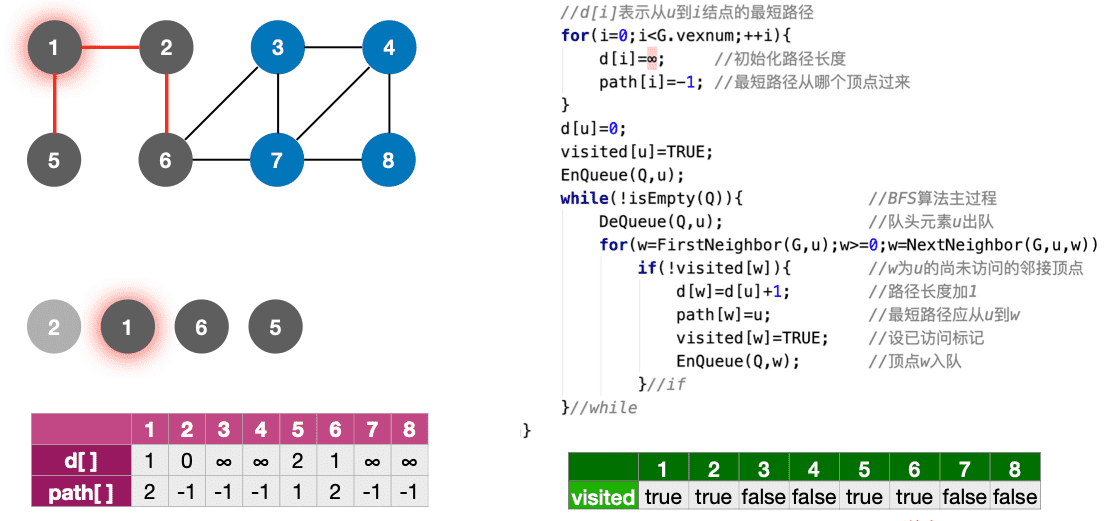 1 2 3 4
5 6 7 8
2 1 6 5
1 2 3 4 5 6 7 8
d[ ] 1 0 ∞ ∞ 2 1 ∞ ∞
path[ ] 2 -1 -1 -1 1 2 -1 -1
//d[i]表示从u到i结点的最短路径
for(i=0;i<G.vexnum;++i){
d[i]=∞; //初始化路径长度
path[i]=-1; //最短路径从哪个顶点过来
}
d[u]=0;
visited[u]=TRUE;
EnQueue(Q,u);
while(!isEmpty(Q)){ //BFS算法主过程
DeQueue(Q,u); //队头元素u出队
for(w=FirstNeighbor(G,u);w>=0;w=NextNeighbor(G,u,w))
if(!visited[w]){ //w为u的尚未访问的邻接顶点
d[w]=d[u]+1; //路径长度加1
path[w]=u; //最短路径应从u到w
visited[w]=TRUE; //设已访问标记
EnQueue(Q,w); //顶点w入队
}//if
}//while
}
1 2 3 4 5 6 7 8
visited true true false false true true false false